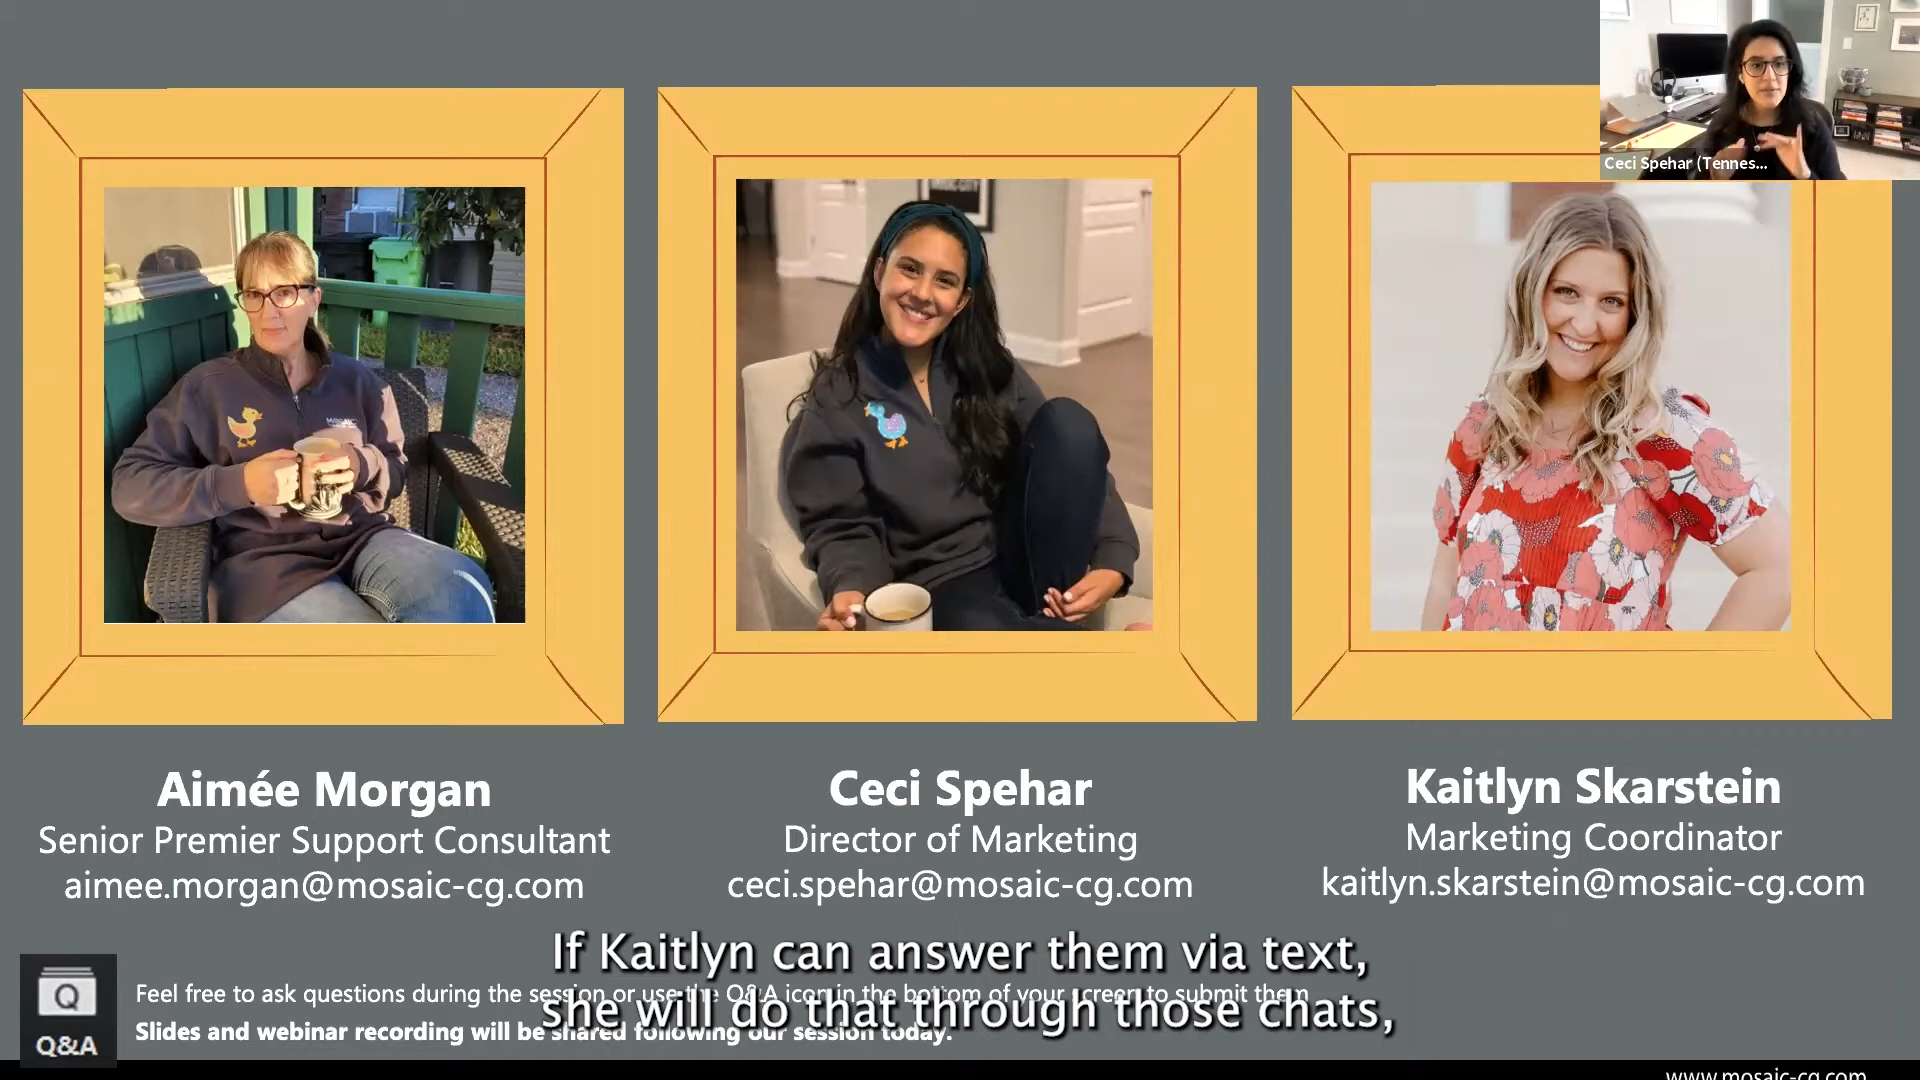 Ceci Spehar (Tennes...
Aimée Morgan
Senior Premier Support Consultant
aimee.morgan@mosaic-cg.com
Ceci Spehar
Director of Marketing
ceci.spehar@mosaic-cg.com
Kaitlyn Skarstein
Marketing Coordinator
kaitlyn.skarstein@mosaic-cg.com
If Kaitlyn can answer them via text,
she will do that through those chats,
Q
Q&A
Feel free to ask questions during the session or use the Q&A icon in the bottom of your screen to submit them
Slides and webinar recording will be shared following our session today.
www.mosaic-cg.com